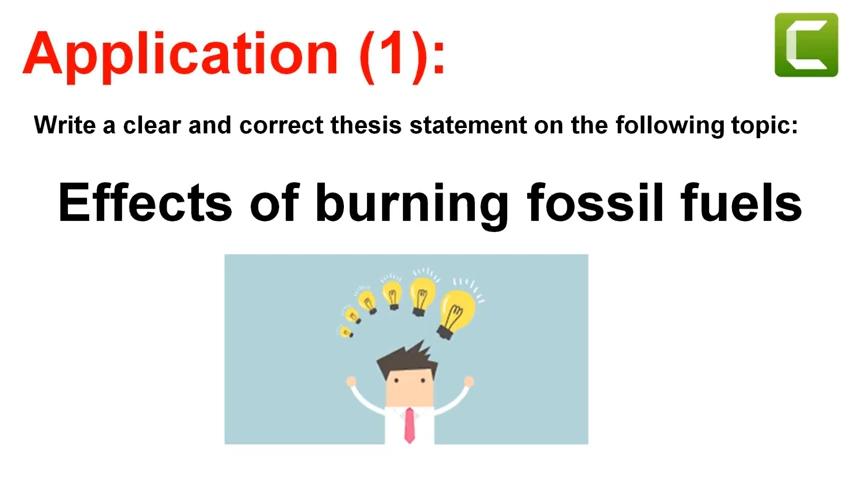 Application (1):
Write a clear and correct thesis statement on the following topic:
Effects of burning fossil fuels